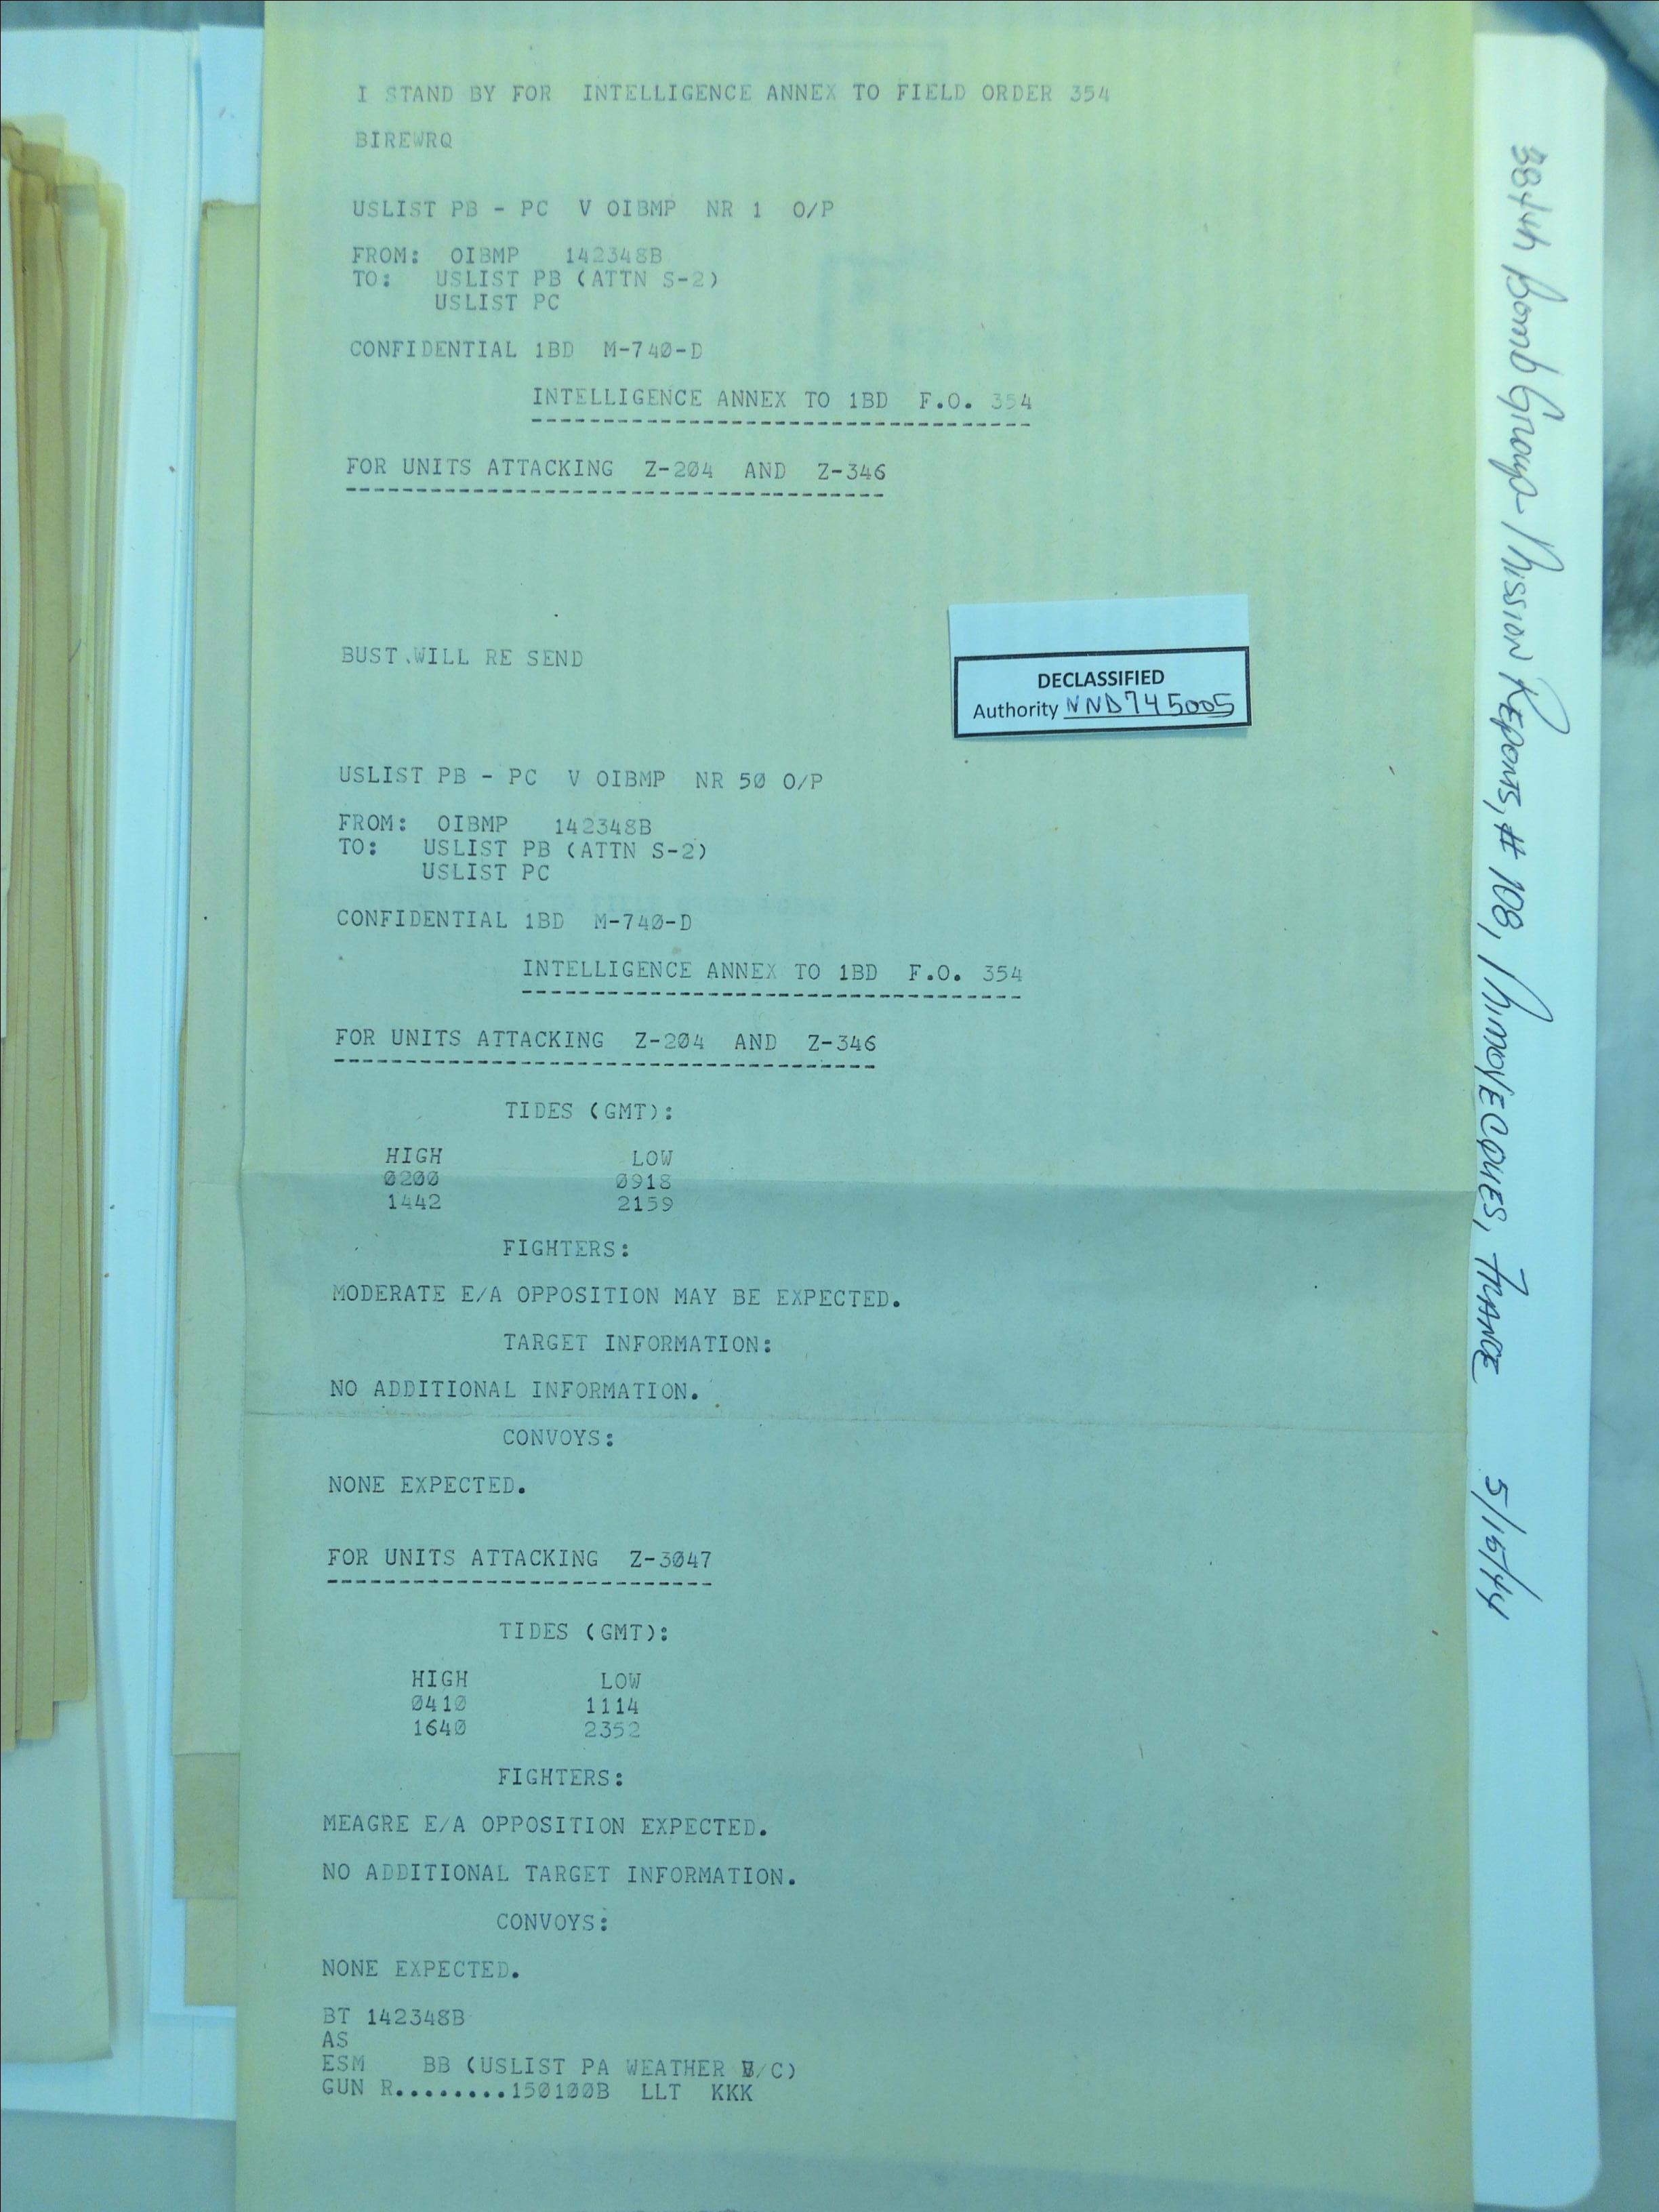 I STAND BY FOR  INTELLIGENCE ANNEX TO FIELD ORDER 354
BIREWRQ
USLIST PB - PC  V OIBMP  NR 1  O/P
FROM:  OIBMP   142348B
TO:   USLIST PB (ATTN S-2)
USLIST PC
CONFIDENTIAL 1BD  M-740-D
INTELLIGENCE ANNEX TO 1BD  F.O. 354
-----------------------------------
FOR UNITS ATTACKING  Z-204  AND  Z-346
--------------------------------------
BUST.WILL RE SEND
DECLASSIFIED
Authority NND745005
USLIST PB - PC  V OIBMP  NR 50 O/P
FROM:  OIBMP   142348B
TO:   USLIST PB (ATTN S-2)
USLIST PC
CONFIDENTIAL 1BD  M-740-D
INTELLIGENCE ANNEX TO 1BD  F.O. 354
-----------------------------------
FOR UNITS ATTACKING  Z-204  AND  Z-346
--------------------------------------
TIDES (GMT):
HIGH   LOW
0200   0918
1442   2159
FIGHTERS:
MODERATE E/A OPPOSITION MAY BE EXPECTED.
TARGET INFORMATION:
NO ADDITIONAL INFORMATION.
CONVOYS:
NONE EXPECTED.
FOR UNITS ATTACKING  Z-3047
---------------------------
TIDES (GMT):
HIGH   LOW
0410   1114
1640   2352
FIGHTERS:
MEAGRE E/A OPPOSITION EXPECTED.
NO ADDITIONAL TARGET INFORMATION.
CONVOYS:
NONE EXPECTED.
BT 142348B
AS
ESM    BB (USLIST PA WEATHER /C)
GUN R........150100B  LLT  KKK
384th Bomb Group Mission Reports, # 108, Mimoyecques, France 5/15/44